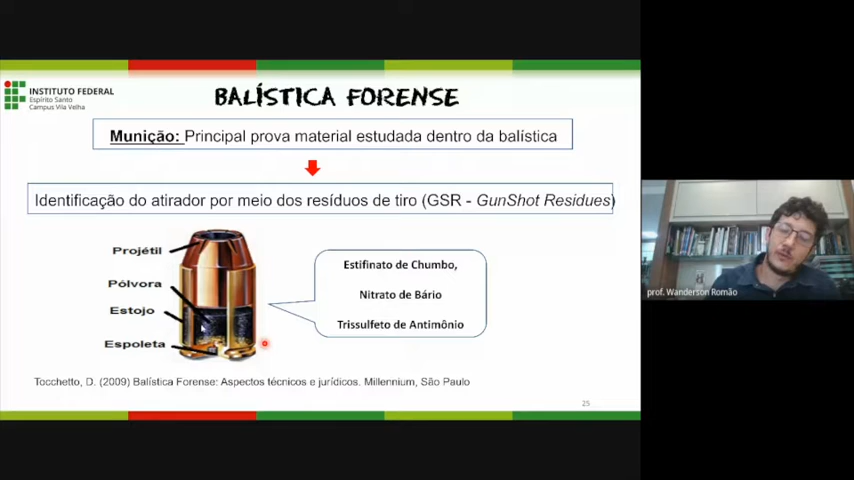 INSTITUTO FEDERAL
Espírito Santo
Campus Vila Velha
BALÍSTICA FORENSE
Munição: Principal prova material estudada dentro da balística
Identificação do atirador por meio dos resíduos de tiro (GSR - GunShot Residues)
Projétil
Pólvora
Estojo
Espoleta
Estifinato de Chumbo,
Nitrato de Bário
Trissulfeto de Antimônio
Tocchetto, D. (2009) Balística Forense: Aspectos técnicos e jurídicos. Millennium, São Paulo
25
prof. Wanderson Romão